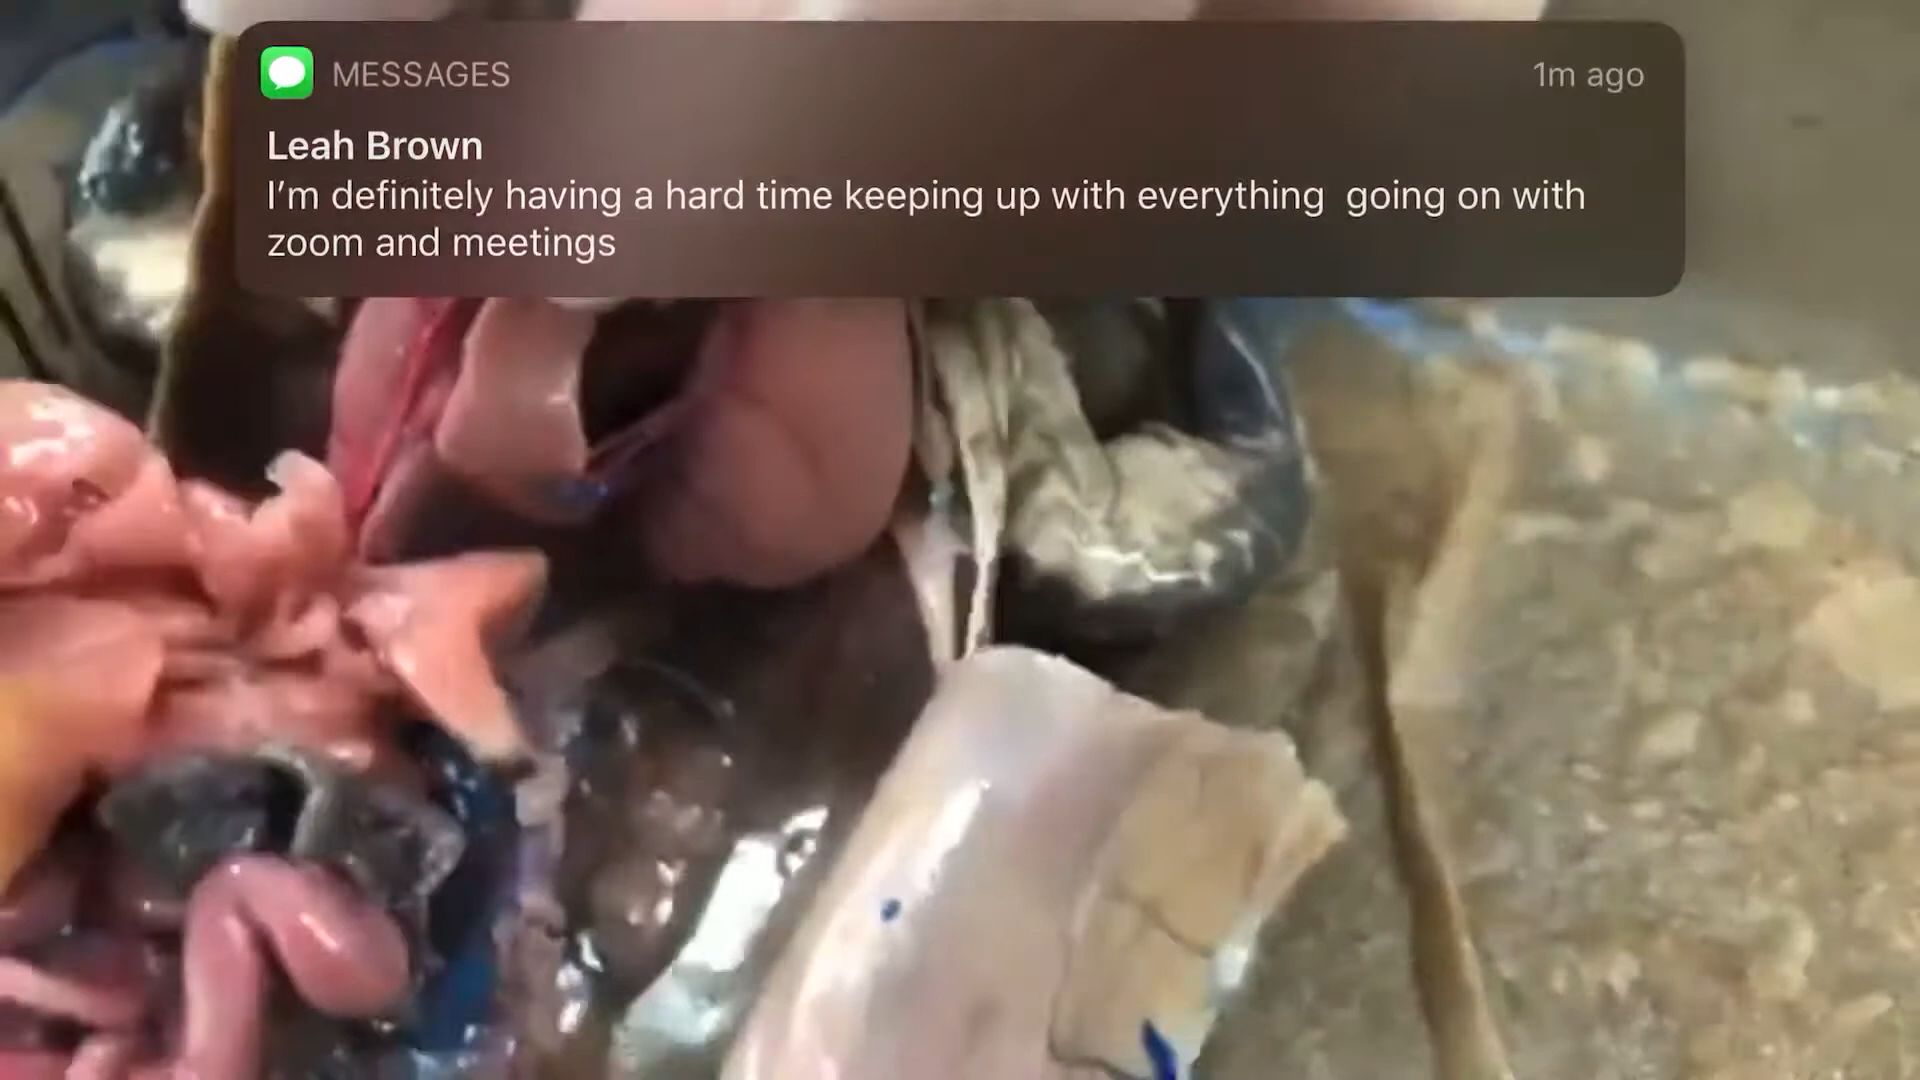 MESSAGES
1m ago
Leah Brown
I’m definitely having a hard time keeping up with everything  going on with
zoom and meetings